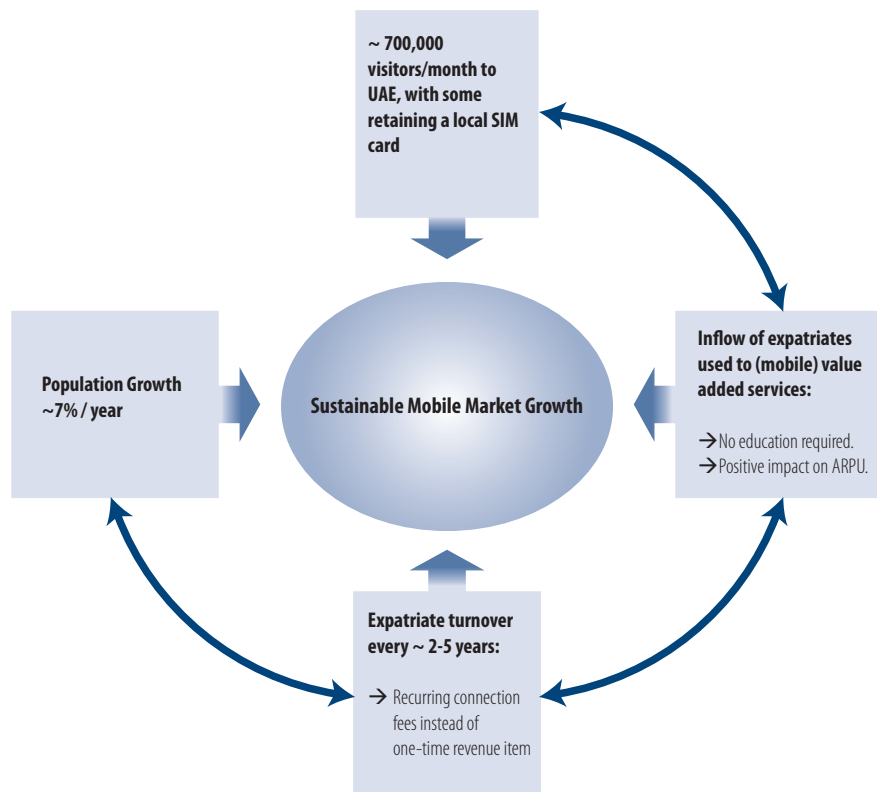 ~ 700,000
visitors/month to
UAE, with some
retaining a local SIM
card
Population Growth
~7% / year
Sustainable Mobile Market Growth
Inflow of expatriates
used to (mobile) value
added services:
→ No education required.
→ Positive impact on ARPU.
Expatriate turnover
every ~ 2-5 years:
→ Recurring connection
fees instead of
one-time revenue item